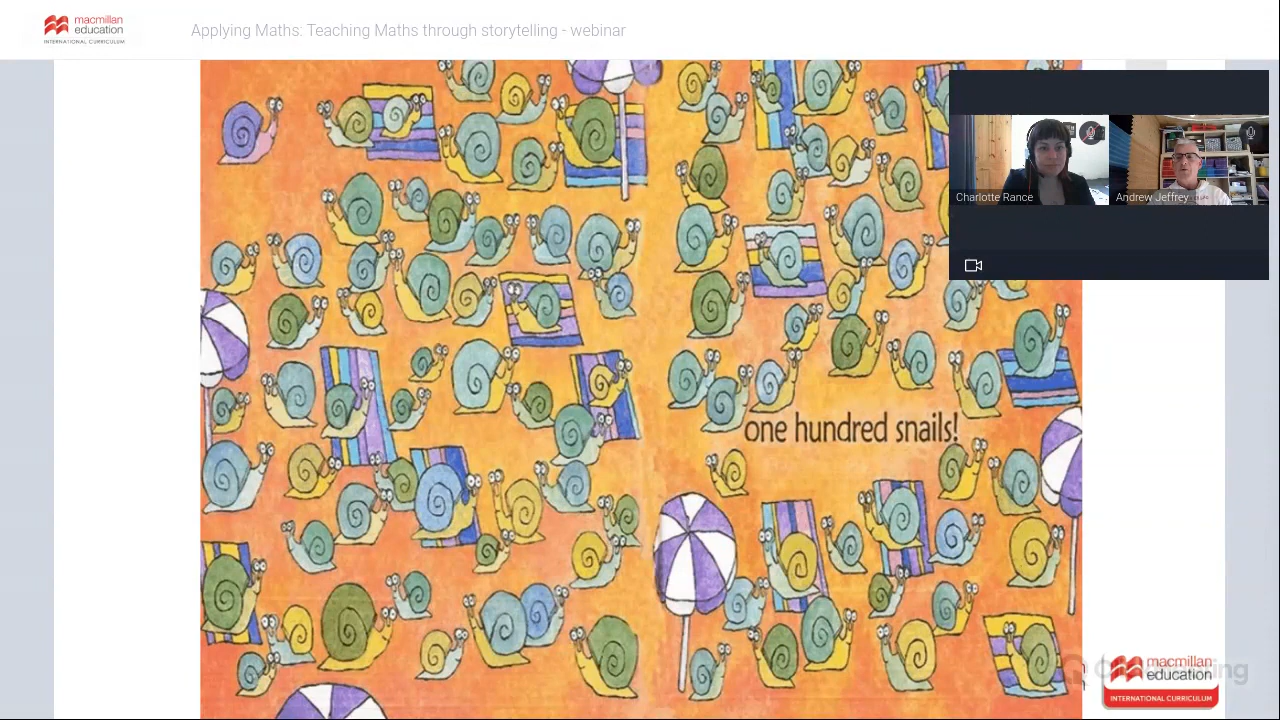 macmillan
education
INTERNATIONAL CURRICULUM
Applying Maths: Teaching Maths through storytelling - webinar
Charlotte Rance
Andrew Jeffrey
one hundred snails!
macmillan
education
INTERNATIONAL CURRICULUM